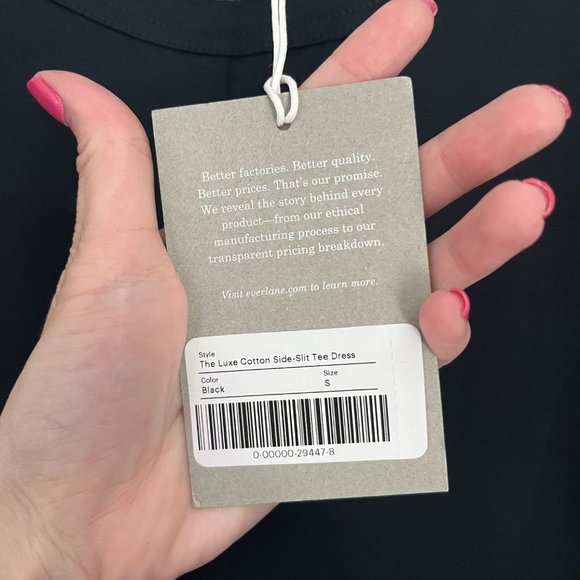 Better factories. Better quality.
Better prices. That's our promise.
We reveal the story behind every
product—from our ethical
manufacturing process to our
transparent pricing breakdown.
Visit everlane.com to learn more.
Style
The Luxe Cotton Side-Slit Tee Dress
Color Size
Black S
0-00000-29447-8